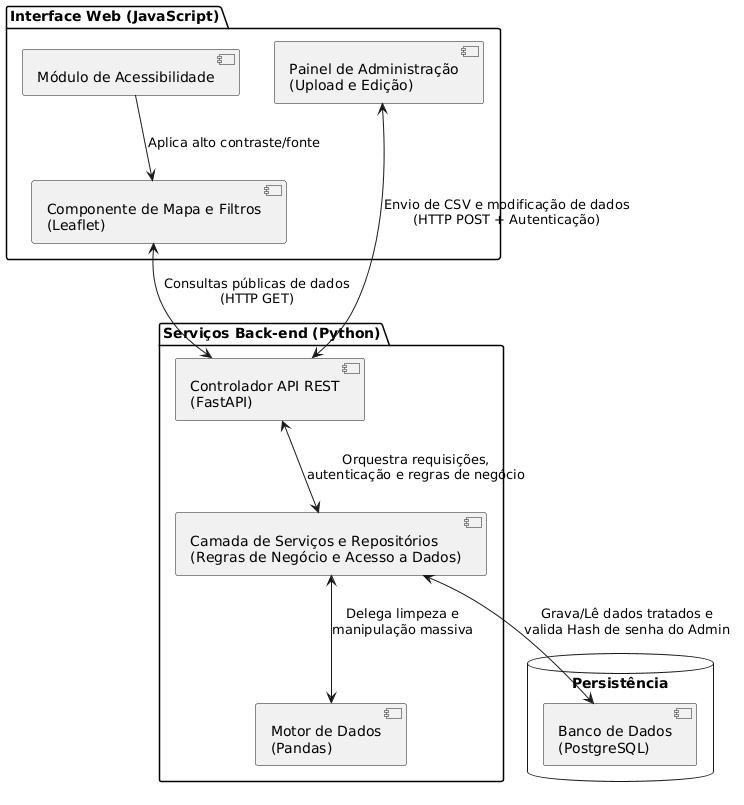 Interface Web (JavaScript)
Módulo de Acessibilidade
Painel de Administração
(Upload e Edição)
Aplica alto contraste/fonte
Componente de Mapa e Filtros
(Leaflet)
Envio de CSV e modificação de dados
(HTTP POST + Autenticação)
Consultas públicas de dados
(HTTP GET)
Serviços Back-end (Python)
Controlador API REST
(FastAPI)
Orquestra requisições,
autenticação e regras de negócio
Camada de Serviços e Repositórios
(Regras de Negócio e Acesso a Dados)
Delega limpeza e
manipulação massiva
Grava/Lê dados tratados e
valida Hash de senha do Admin
Persistência
Motor de Dados
(Pandas)
Banco de Dados
(PostgreSQL)